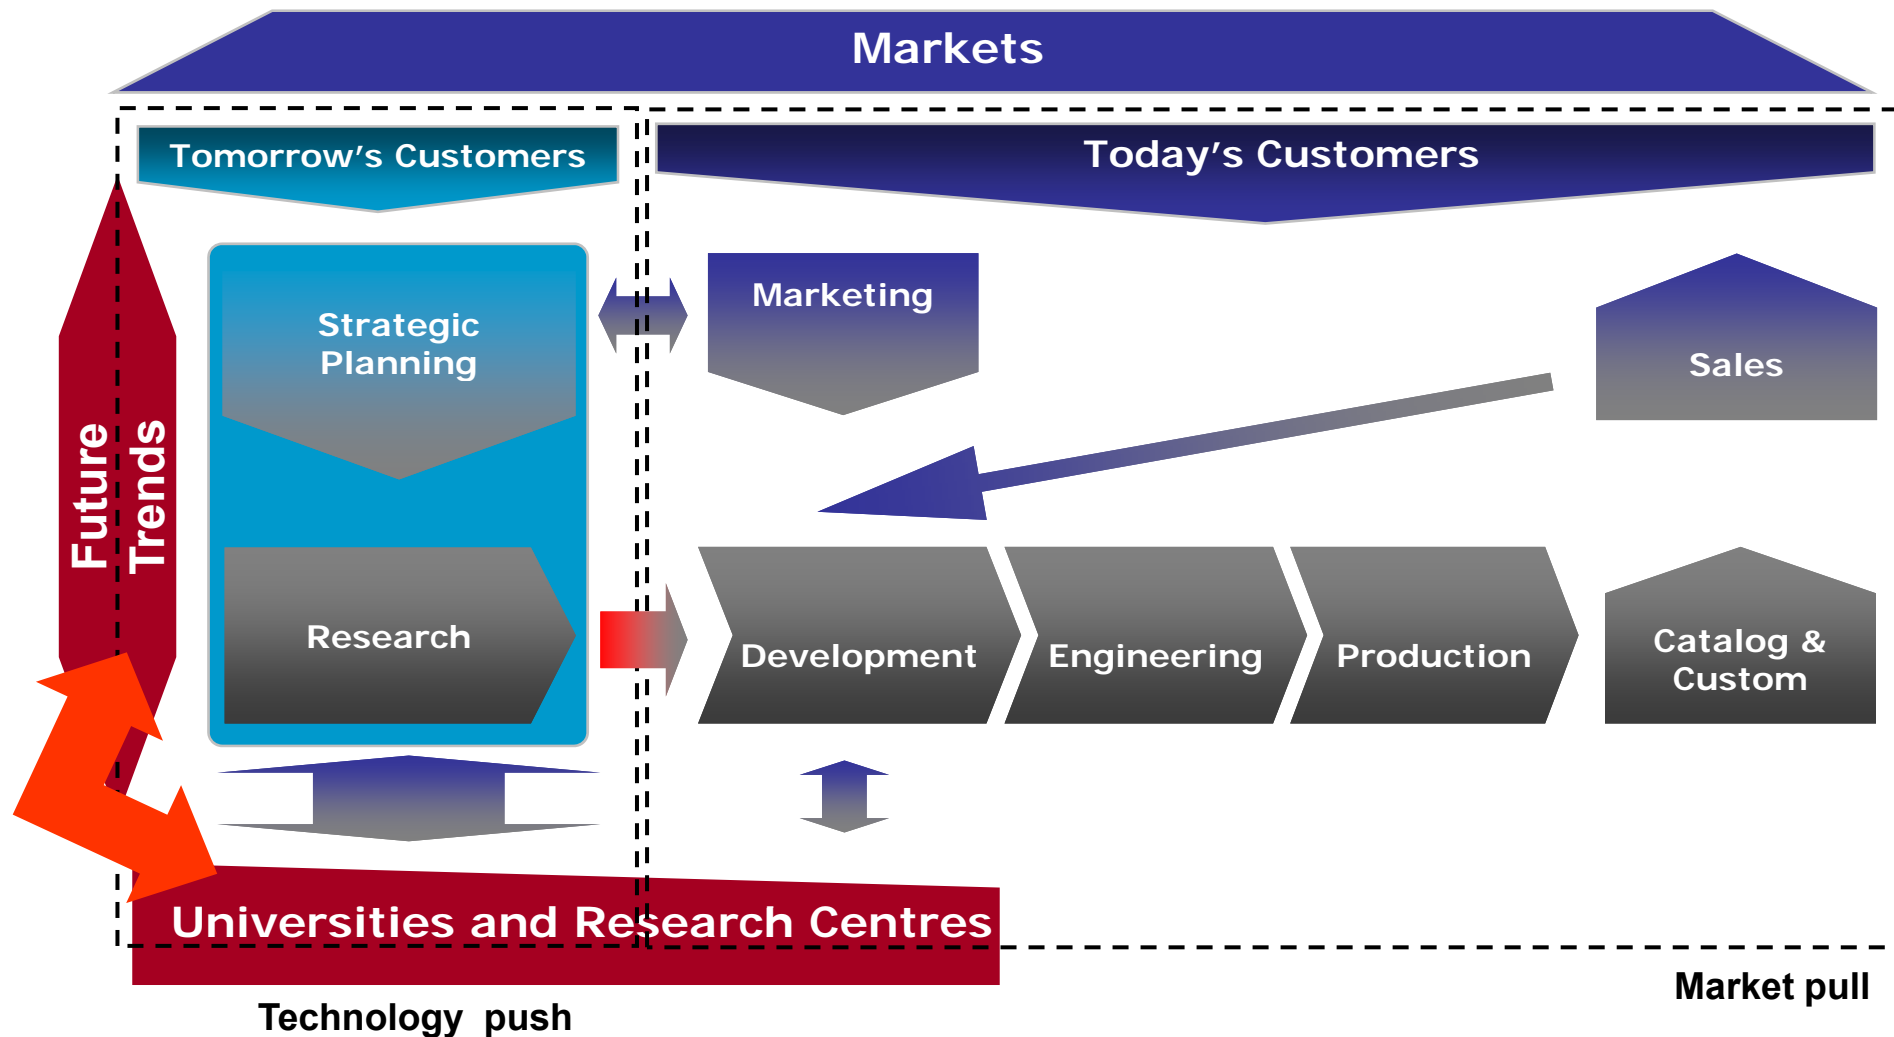 Markets
Tomorrow's Customers
Today's Customers
Strategic
Planning
Marketing
Sales
Future
Trends
Research
Development
Engineering
Production
Catalog &
Custom
Universities and Research Centres
Technology push
Market pull